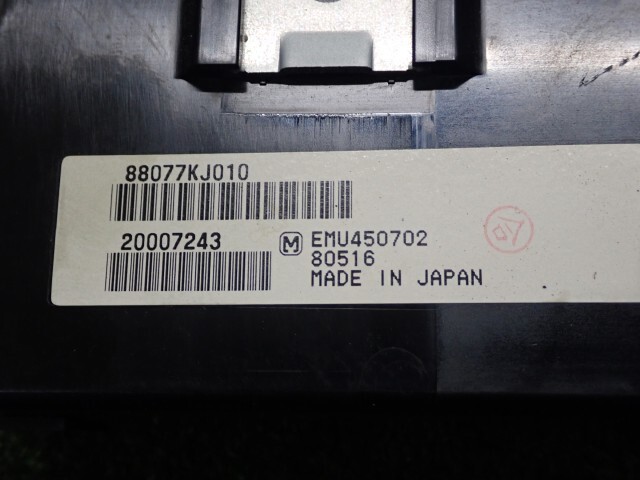 88077KJ010
20007243
M EMU450702
80516
MADE IN JAPAN